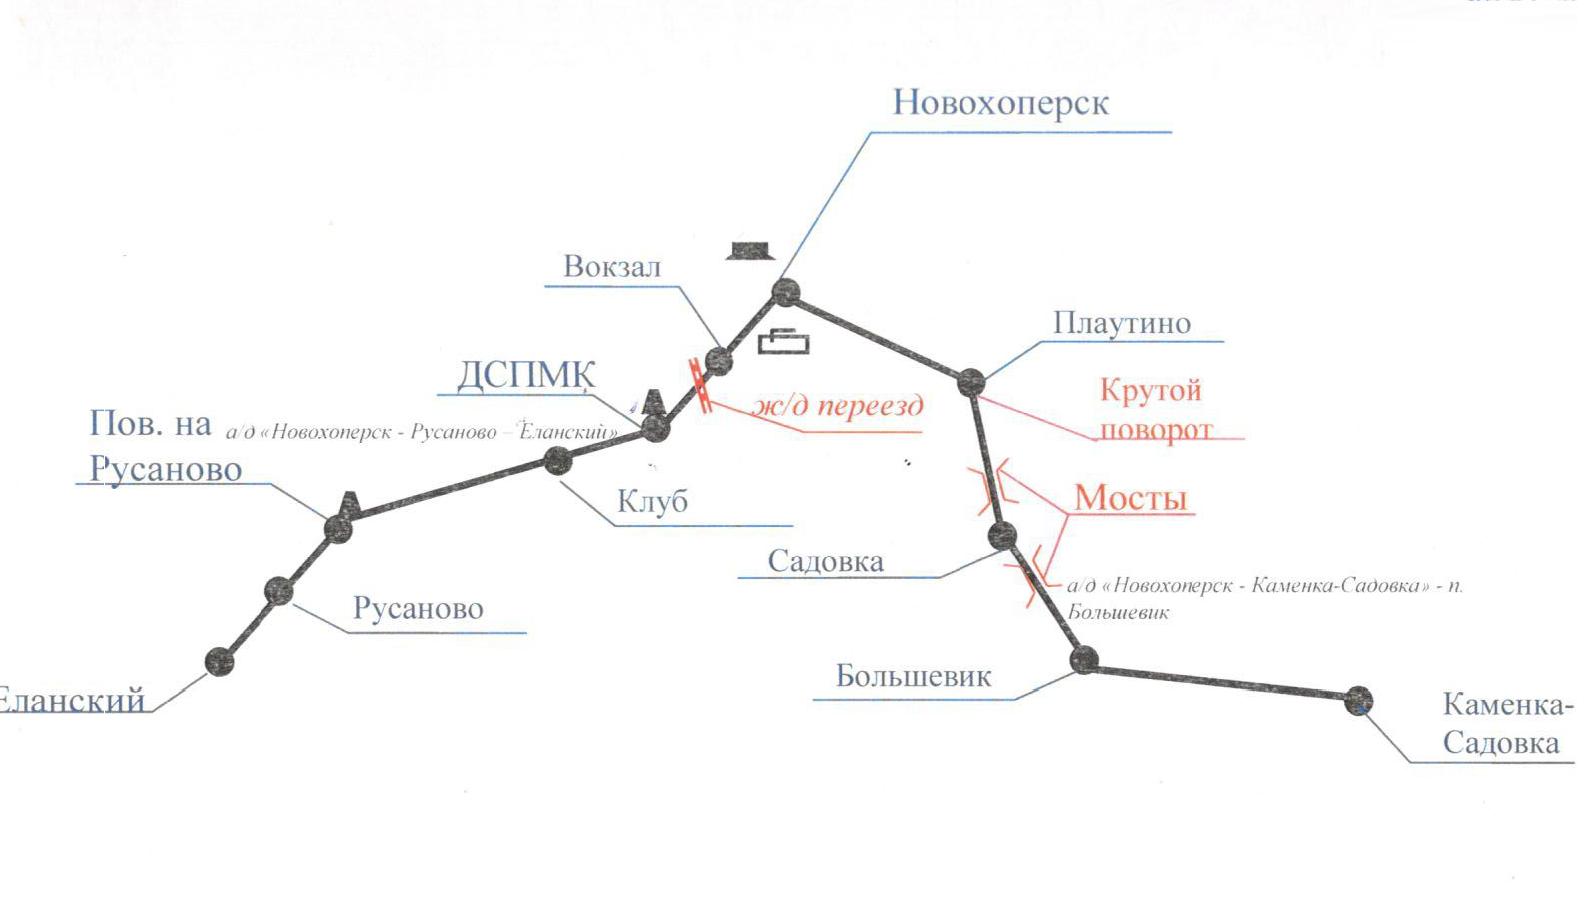 Новохоперск
Вокзал
Плаутино
ДСПМК
Крутой
поворот
ж/д переезд
Пов. на
Русаново
а/д «Новохоперск - Русаново – Еланский»
Клуб
Мосты
Садовка
а/д «Новохоперск - Каменка-Садовка» - п.
Большевик
Русаново
Большевик
Еланский
Каменка-
Садовка